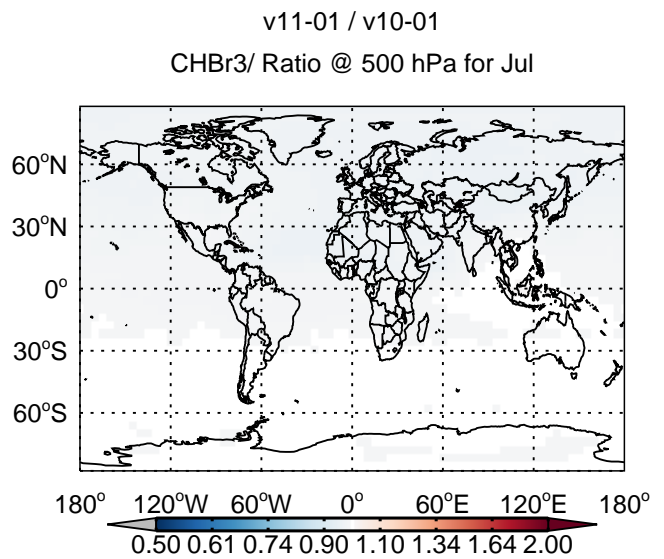 v11-01 / v10-01
CHBr3/ Ratio @ 500 hPa for Jul
60°N
30°N
0°
30°S
60°S
180° 120°W 60°W 0° 60°E 120°E 180°
0.50 0.61 0.74 0.90 1.10 1.34 1.64 2.00